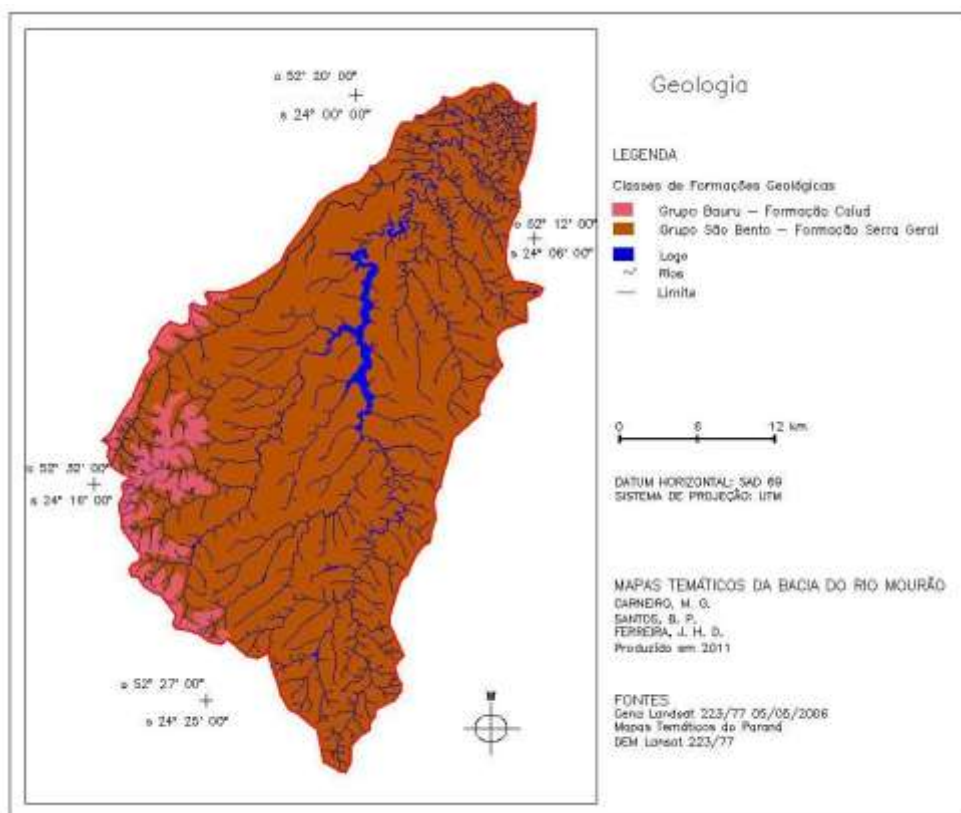 Geologia
o 52° 20' 00"
s 24° 00' 00"
LEGENDA
Classes de Formações Geológicas
Grupo Bauru – Formação Caiuá
Grupo São Bento – Formação Serra Geral
Lago
Rios
Limite
o 52° 12' 00"
s 24° 06' 00"
0 6 12 km
o 52° 32' 00"
s 24° 16' 00"
DATUM HORIZONTAL: SAD 69
SISTEMA DE PROJEÇÃO: UTM
MAPAS TEMÁTICOS DA BACIA DO RIO MOURÃO
CARNEIRO, M. G.
SANTOS, B. P.
FERREIRA, J. H. D.
Produzido em 2011
o 52° 27' 00"
s 24° 25' 00"
FONTES
Cena Landsat 223/77 05/05/2006
Mapas Temáticos do Paraná
DEM Lansat 223/77